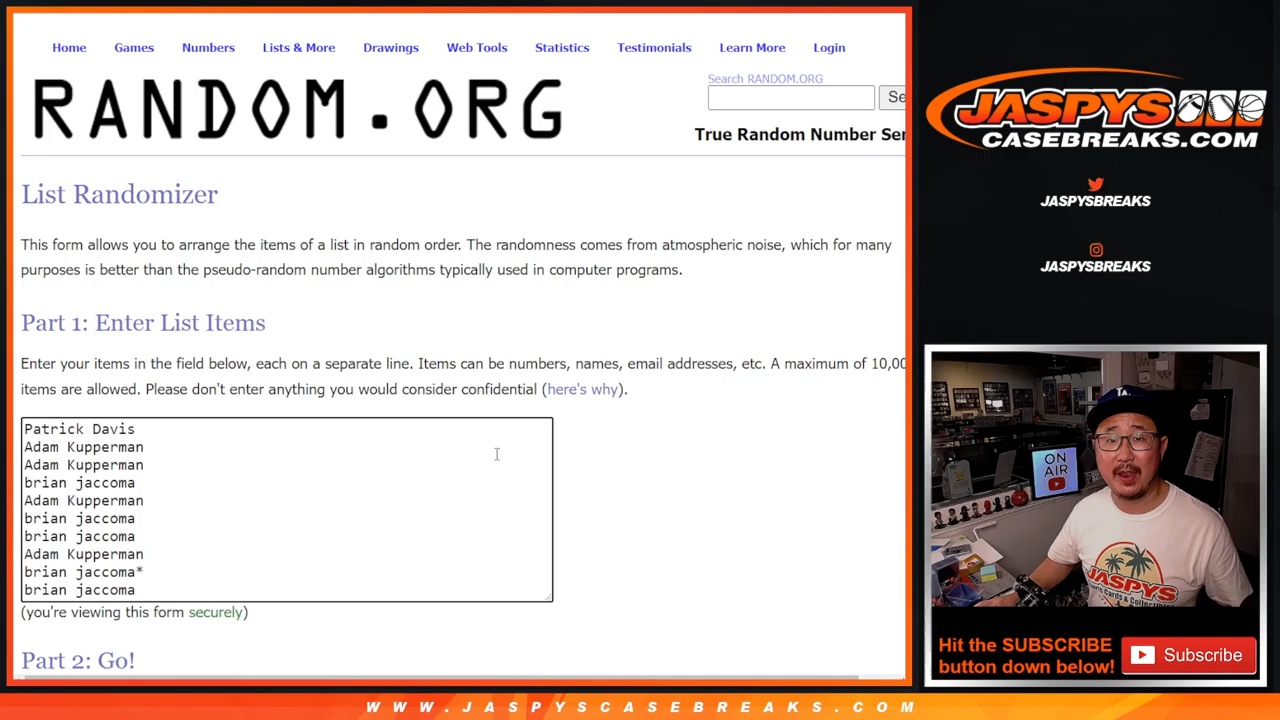 Home Games Numbers Lists & More Drawings Web Tools Statistics Testimonials Learn More Login
RANDOM.ORG
Search RANDOM.ORG
Se
True Random Number Ser
List Randomizer
This form allows you to arrange the items of a list in random order. The randomness comes from atmospheric noise, which for many
purposes is better than the pseudo-random number algorithms typically used in computer programs.
Part 1: Enter List Items
Enter your items in the field below, each on a separate line. Items can be numbers, names, email addresses, etc. A maximum of 10,00
items are allowed. Please don't enter anything you would consider confidential (here's why).
Patrick Davis
Adam Kupperman
Adam Kupperman
brian jaccoma
Adam Kupperman
brian jaccoma
brian jaccoma
Adam Kupperman
brian jaccoma*
brian jaccoma
(you're viewing this form securely)
Part 2: Go!
JASPYS
CASEBREAKS.COM
JASPYSBREAKS
JASPYSBREAKS
ON
AIR
JASPY'S
Hit the SUBSCRIBE
button down below!
Subscribe
WWW.JASPYSCASEBREAKS.COM